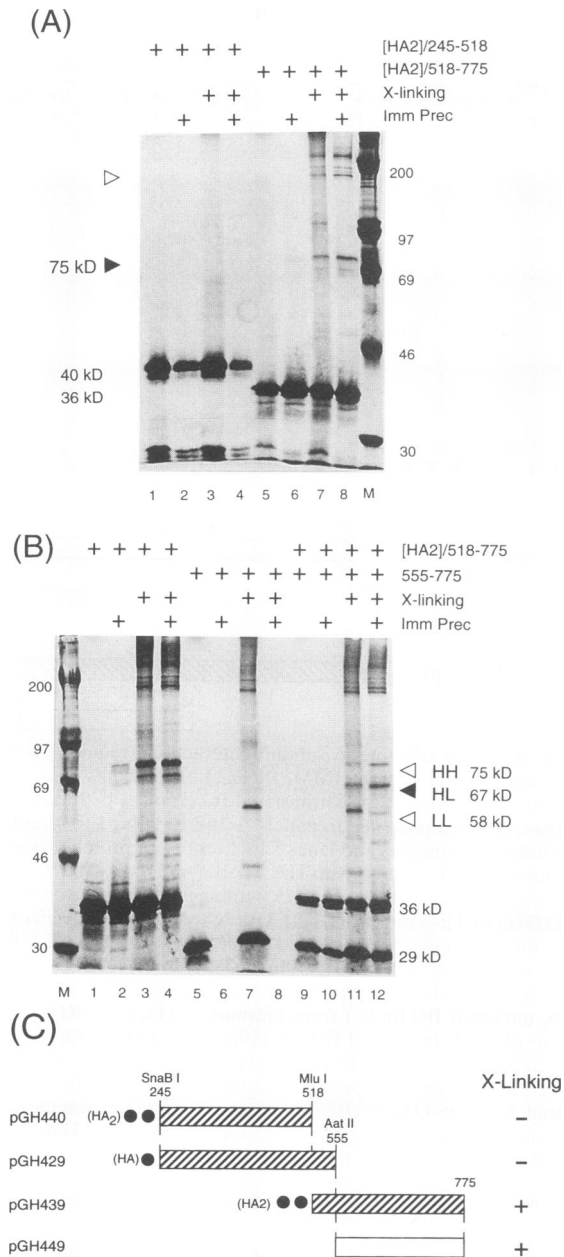 (A)
+ + + + [HA2]/245-518
+ + + + [HA2]/518-775
+ + + + X-linking
+ + + + Imm Prec
200
97
75 kD
69
46
40 kD
36 kD
30
1 2 3 4 5 6 7 8 M
(B)
+ + + + + + + + [HA2]/518-775
+ + + + + + + + 555-775
+ + + + + + X-linking
+ + + + + + Imm Prec
200
97
HH 75 kD
69
HL 67 kD
LL 58 kD
46
36 kD
30
29 kD
M 1 2 3 4 5 6 7 8 9 10 11 12
(C)
SnaB I Mlu I X-Linking
245 518
pGH440 (HA2) −
Aat II
555
pGH429 (HA) −
775
pGH439 (HA2) +
pGH449 +